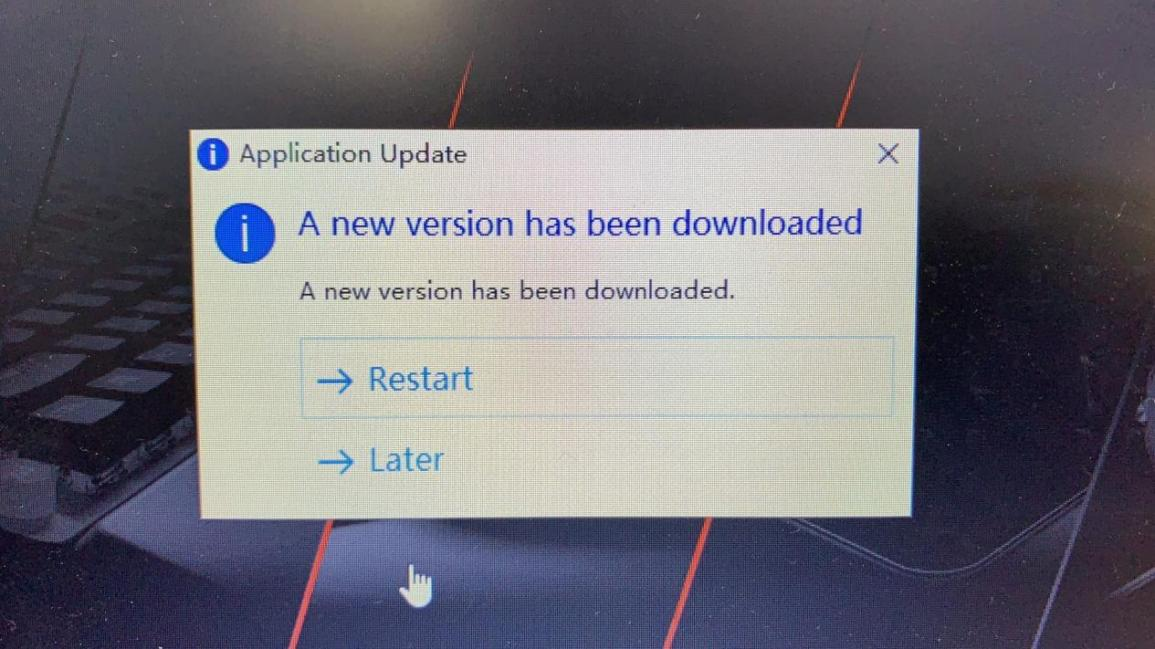 Application Update
A new version has been downloaded
A new version has been downloaded.
Restart
Later